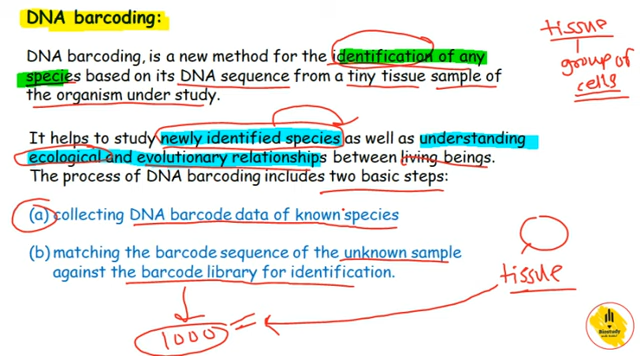 DNA barcoding:
DNA barcoding, is a new method for the identification of any
species based on its DNA sequence from a tiny tissue sample of
the organism under study.
It helps to study newly identified species as well as understanding
ecological and evolutionary relationships between living beings.
The process of DNA barcoding includes two basic steps:
(a) collecting DNA barcode data of known species
(b) matching the barcode sequence of the unknown sample
against the barcode library for identification.
tissue
group of
cells
tissue
1000